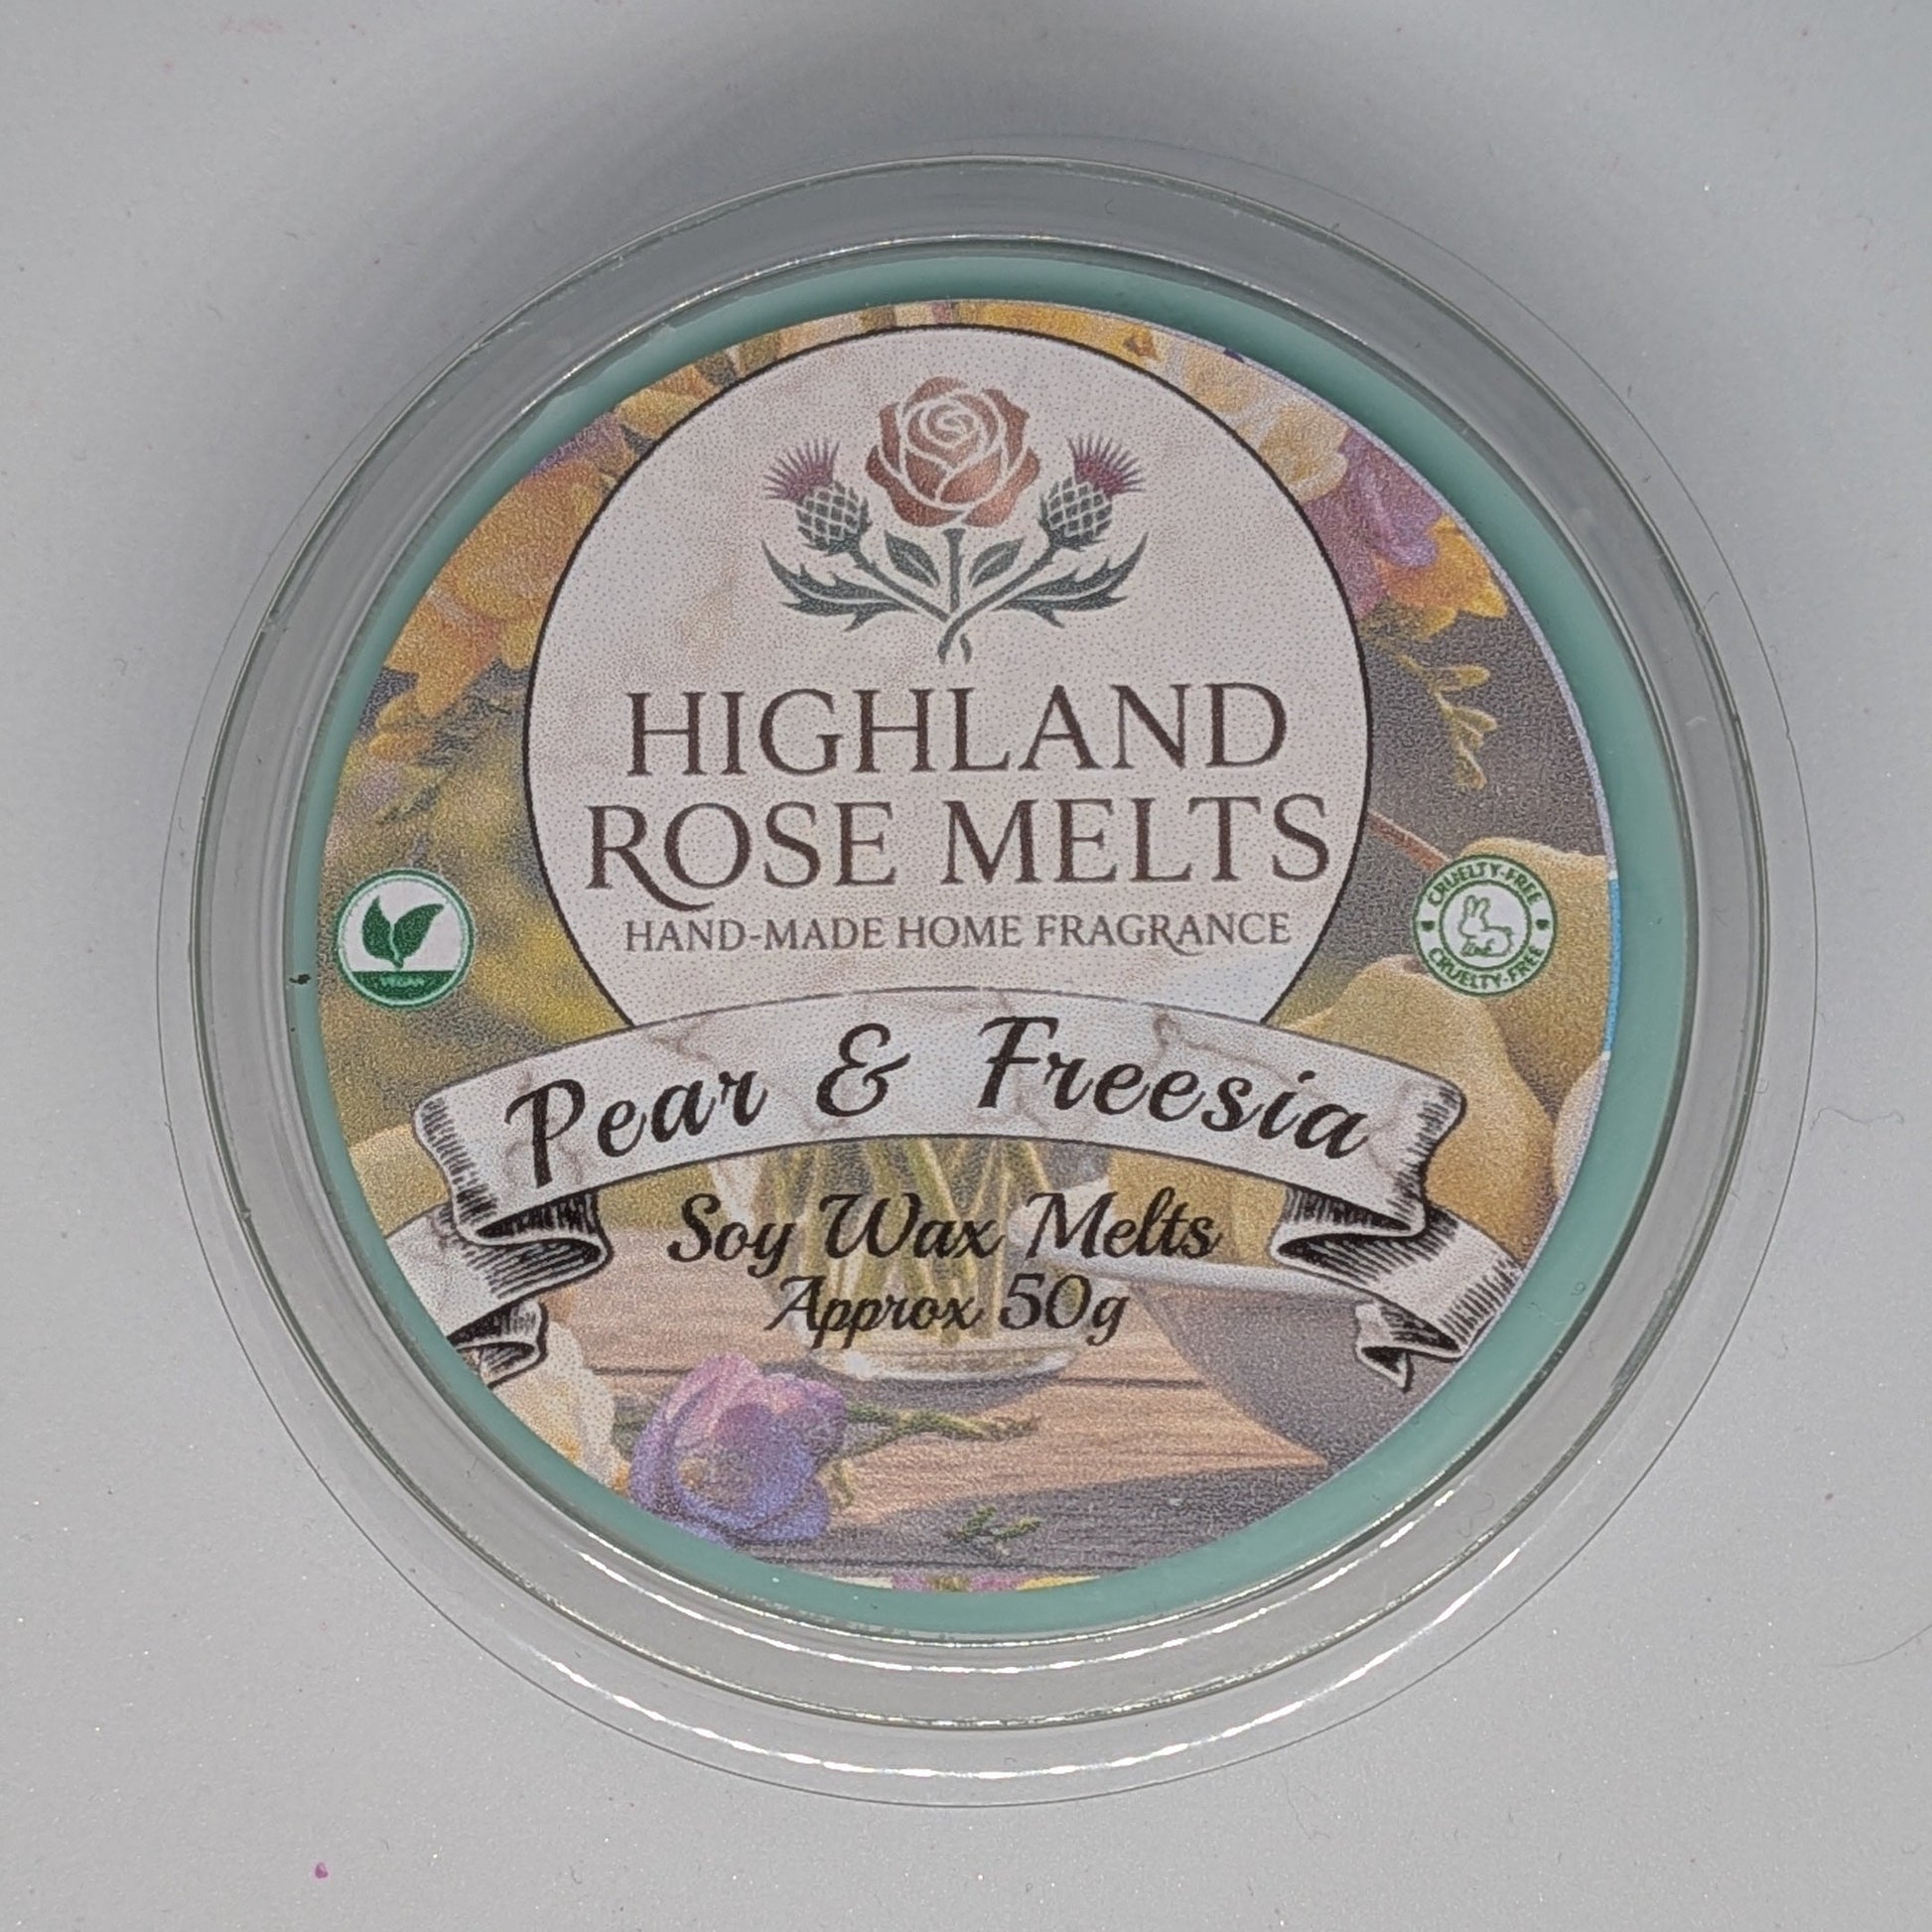 HIGHLAND
ROSE MELTS
HAND-MADE HOME FRAGRANCE
VEGAN
CRUELTY-FREE
CRUELTY-FREE
Pear & Freesia
Soy Wax Melts
Approx 50g